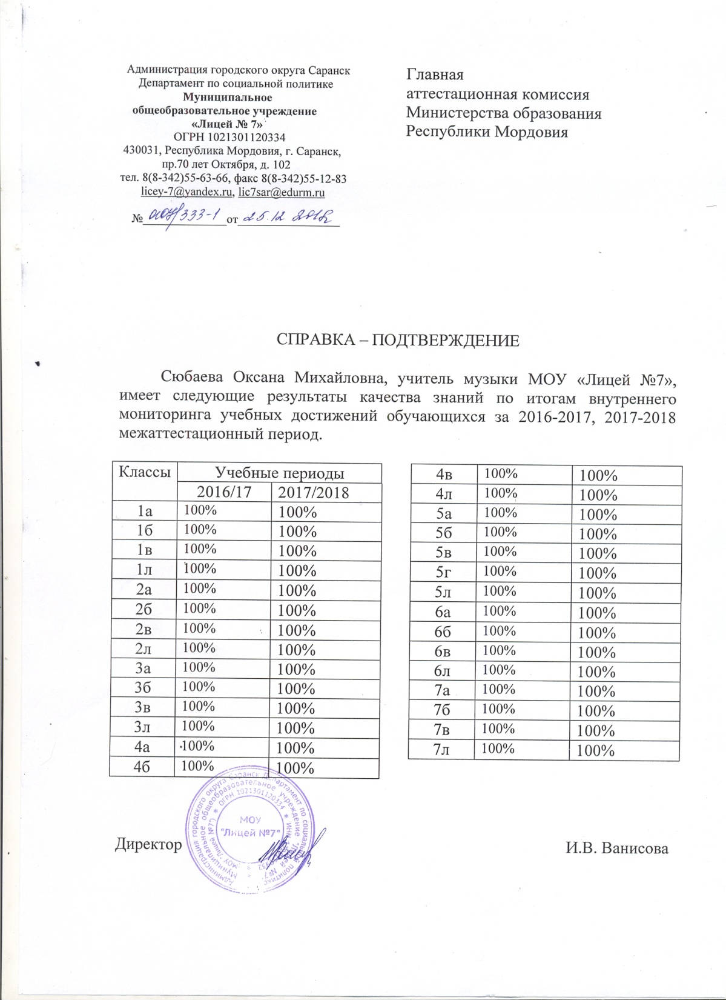 Администрация городского округа Саранск
Департамент по социальной политике
Муниципальное
общеобразовательное учреждение
«Лицей № 7»
ОГРН 1021301120334
430031, Республика Мордовия, г. Саранск,
пр.70 лет Октября, д. 102
тел. 8(8-342)55-63-66, факс 8(8-342)55-12-83
licey-7@yandex.ru, lic7sar@edurm.ru
№ 333-1 от 25.12 2018
Главная
аттестационная комиссия
Министерства образования
Республики Мордовия
СПРАВКА – ПОДТВЕРЖДЕНИЕ
Сюбаева Оксана Михайловна, учитель музыки МОУ «Лицей №7»,
имеет следующие результаты качества знаний по итогам внутреннего
мониторинга учебных достижений обучающихся за 2016-2017, 2017-2018
межаттестационный период.
Классы Учебные периоды
2016/17 2017/2018
1а 100% 100%
1б 100% 100%
1в 100% 100%
1л 100% 100%
2а 100% 100%
2б 100% 100%
2в 100% 100%
2л 100% 100%
3а 100% 100%
3б 100% 100%
3в 100% 100%
3л 100% 100%
4а 100% 100%
4б 100% 100%
4в 100% 100%
4л 100% 100%
5а 100% 100%
5б 100% 100%
5в 100% 100%
5г 100% 100%
5л 100% 100%
6а 100% 100%
6б 100% 100%
6в 100% 100%
6л 100% 100%
7а 100% 100%
7б 100% 100%
7в 100% 100%
7л 100% 100%
Администрация городского округа Саранск Департамент по социальной политике
Муниципальное общеобразовательное учреждение "Лицей №7"
(МОУ "Лицей №7") * ОГРН 1021301120334 * ИНН
МОУ
"Лицей №7"
Директор
И.В. Ванисова